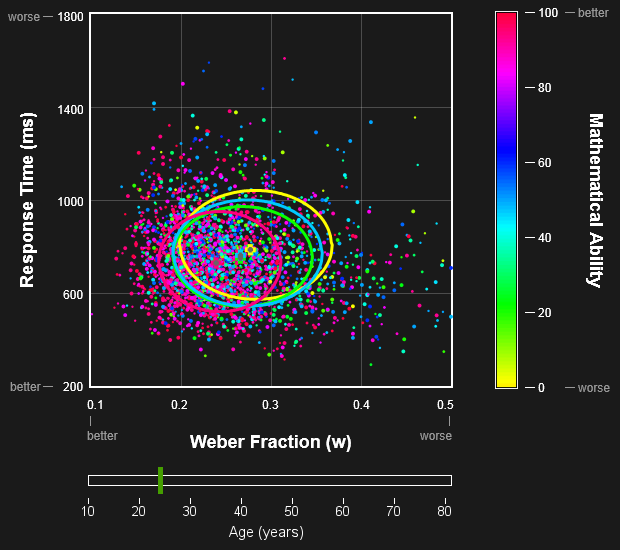 worse
1800
1400
1000
600
better
200
Response Time (ms)
0.1
0.2
0.3
0.4
0.5
better
worse
Weber Fraction (w)
10
20
30
40
50
60
70
80
Age (years)
100
better
80
60
40
20
0
worse
Mathematical Ability